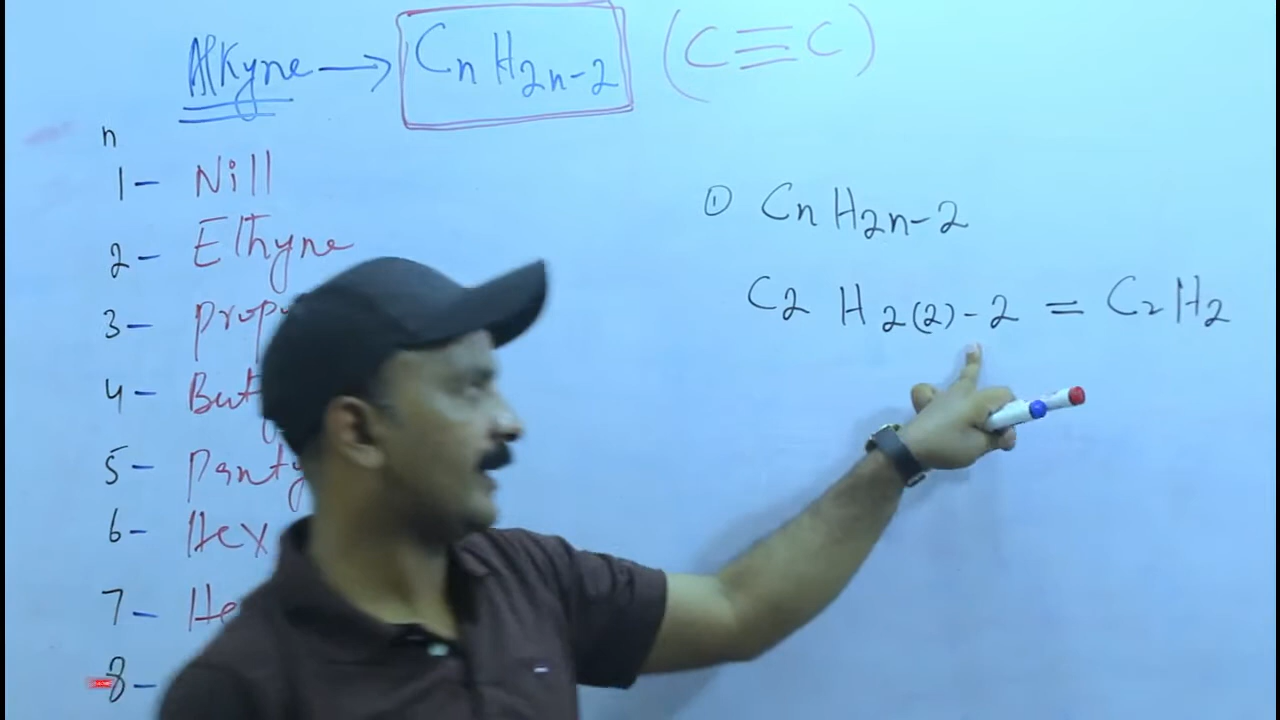 Alkyne → CnH2n-2 (C≡C)
n
1- Nill
2- Ethyne
3- prop
4- But
5- penty
6- Hex
7- He
8-
① CnH2n-2
C2 H2(2)-2 = C2H2